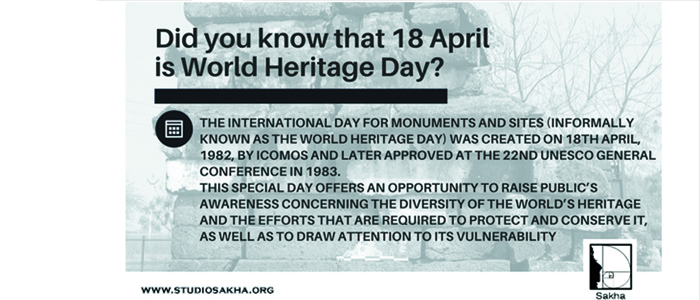 Did you know that 18 April
is World Heritage Day?
THE INTERNATIONAL DAY FOR MONUMENTS AND SITES (INFORMALLY
KNOWN AS THE WORLD HERITAGE DAY) WAS CREATED ON 18TH APRIL,
1982, BY ICOMOS AND LATER APPROVED AT THE 22ND UNESCO GENERAL
CONFERENCE IN 1983.
THIS SPECIAL DAY OFFERS AN OPPORTUNITY TO RAISE PUBLIC'S
AWARENESS CONCERNING THE DIVERSITY OF THE WORLD'S HERITAGE
AND THE EFFORTS THAT ARE REQUIRED TO PROTECT AND CONSERVE IT,
AS WELL AS TO DRAW ATTENTION TO ITS VULNERABILITY
WWW.STUDIOSAKHA.ORG
Sakha